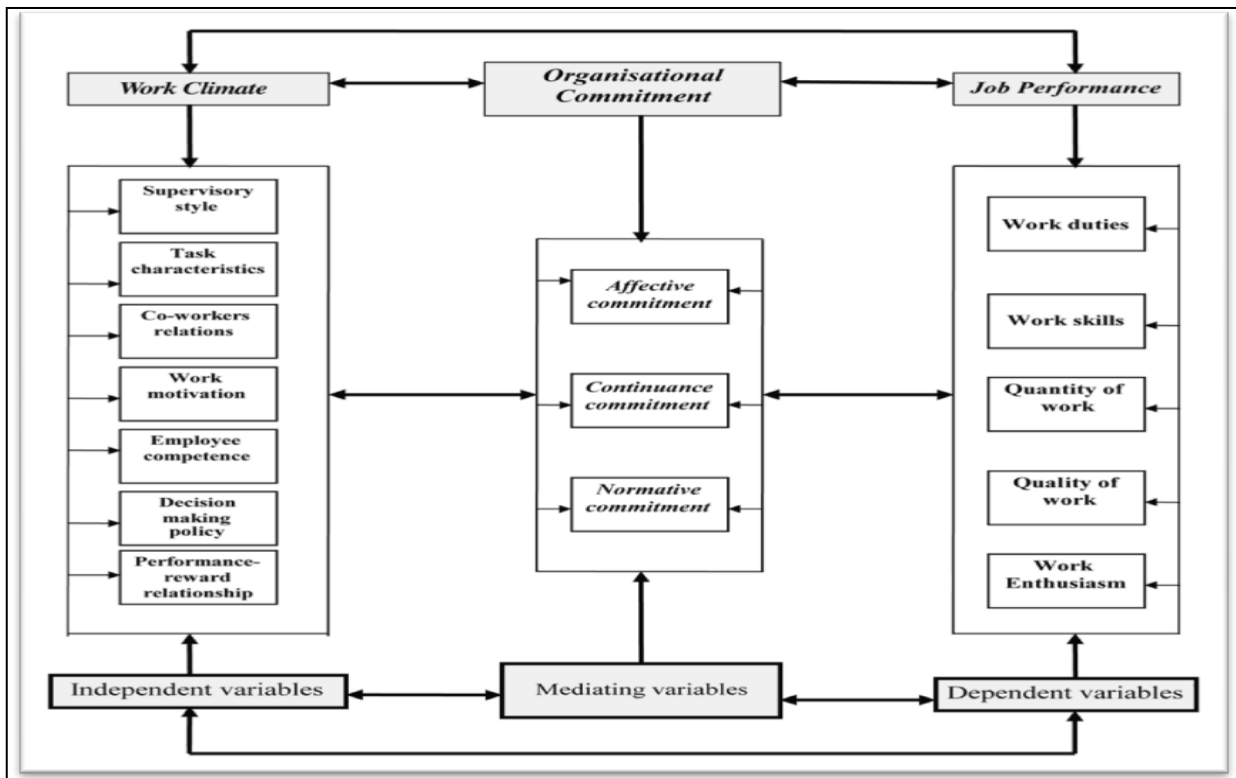 Work Climate
Organisational
Commitment
Job Performance
Supervisory
style
Task
characteristics
Co-workers
relations
Work
motivation
Employee
competence
Decision
making
policy
Performance-
reward
relationship
Affective
commitment
Continuance
commitment
Normative
commitment
Work duties
Work skills
Quantity of
work
Quality of
work
Work
Enthusiasm
Independent variables
Mediating variables
Dependent variables